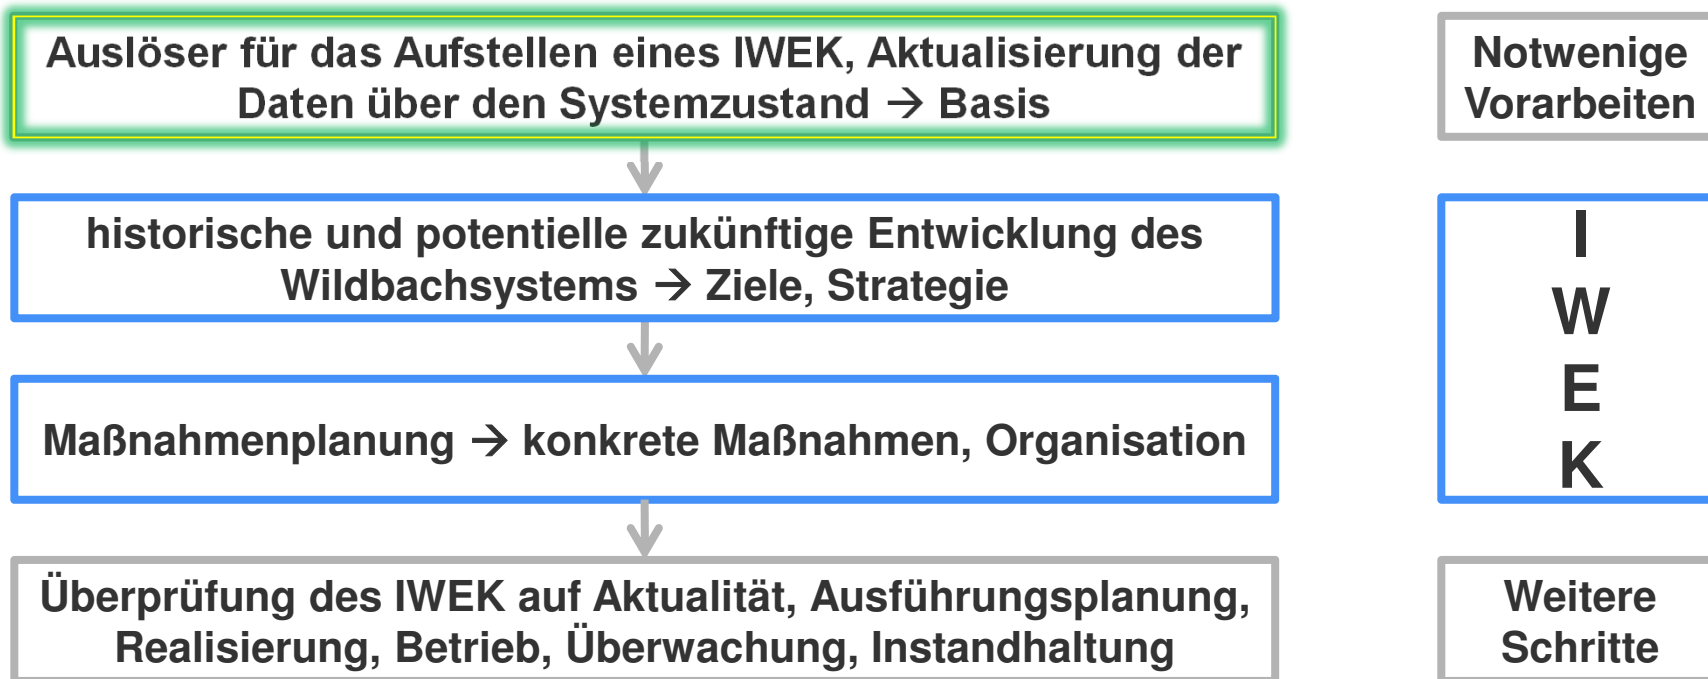 Auslöser für das Aufstellen eines IWEK, Aktualisierung der
Daten über den Systemzustand → Basis
Notwenige
Vorarbeiten
historische und potentielle zukünftige Entwicklung des
Wildbachsystems → Ziele, Strategie
Maßnahmenplanung → konkrete Maßnahmen, Organisation
I
W
E
K
Überprüfung des IWEK auf Aktualität, Ausführungsplanung,
Realisierung, Betrieb, Überwachung, Instandhaltung
Weitere
Schritte